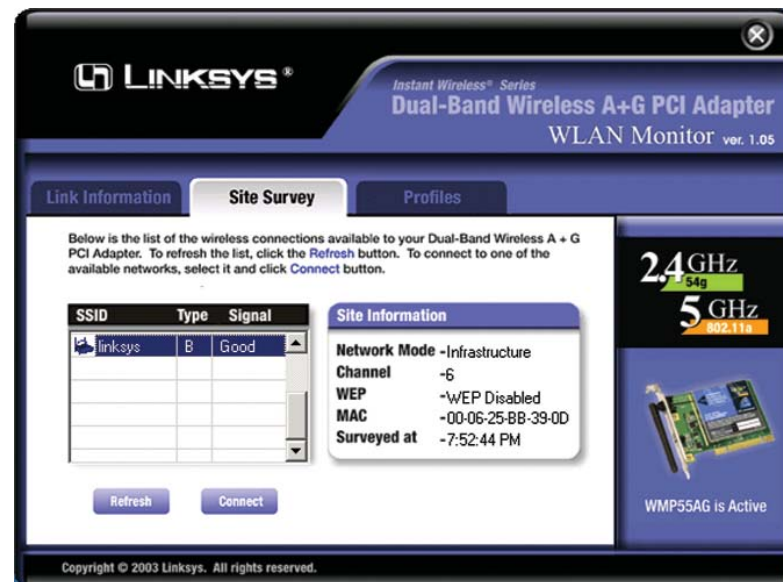 LINKSYS®
Instant Wireless® Series
Dual-Band Wireless A+G PCI Adapter
WLAN Monitor ver. 1.05
Link Information
Site Survey
Profiles
Below is the list of the wireless connections available to your Dual-Band Wireless A + G
PCI Adapter. To refresh the list, click the Refresh button. To connect to one of the
available networks, select it and click Connect button.
SSID Type Signal
linksys B Good
Site Information
Network Mode -Infrastructure
Channel -6
WEP -WEP Disabled
MAC -00-06-25-BB-39-0D
Surveyed at -7:52:44 PM
Refresh
Connect
2.4 GHz
54g
5 GHz
802.11a
WMP55AG is Active
Copyright © 2003 Linksys. All rights reserved.